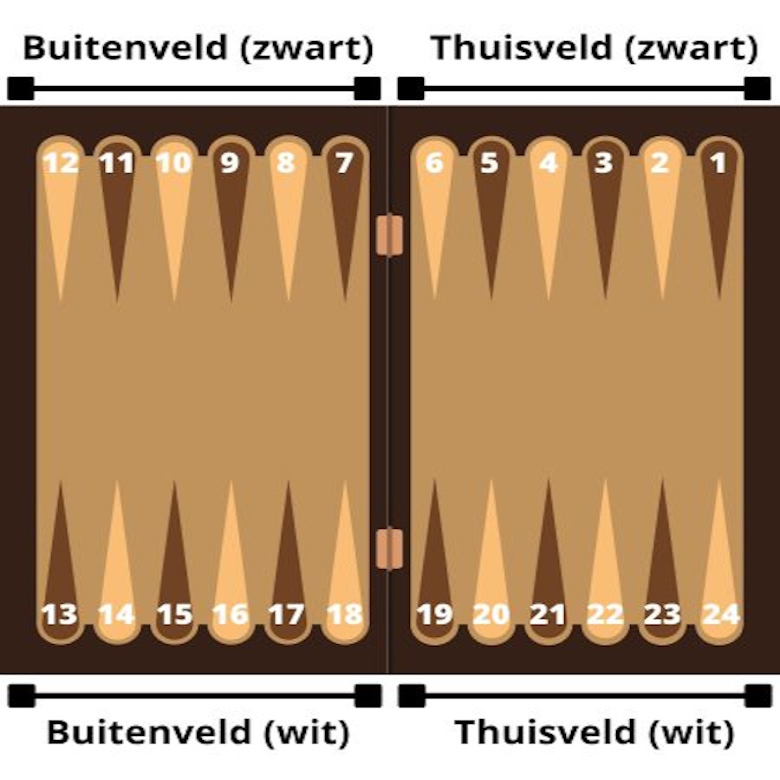 Buitenveld (zwart) Thuisveld (zwart)
12 11 10 9 8 7 6 5 4 3 2 1
13 14 15 16 17 18 19 20 21 22 23 24
Buitenveld (wit) Thuisveld (wit)